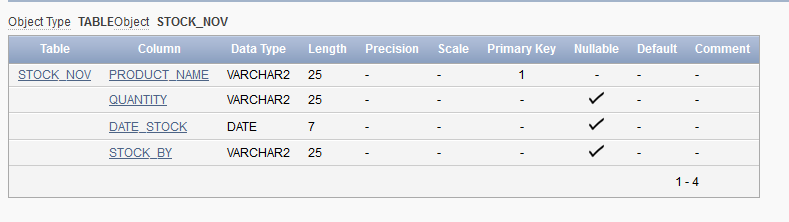 Object Type TABLE Object STOCK_NOV
Table Column Data Type Length Precision Scale Primary Key Nullable Default Comment
STOCK_NOV PRODUCT_NAME VARCHAR2 25 - - 1 - - -
QUANTITY VARCHAR2 25 - - - ✓ - -
DATE_STOCK DATE 7 - - - ✓ - -
STOCK_BY VARCHAR2 25 - - - ✓ - -
1 - 4